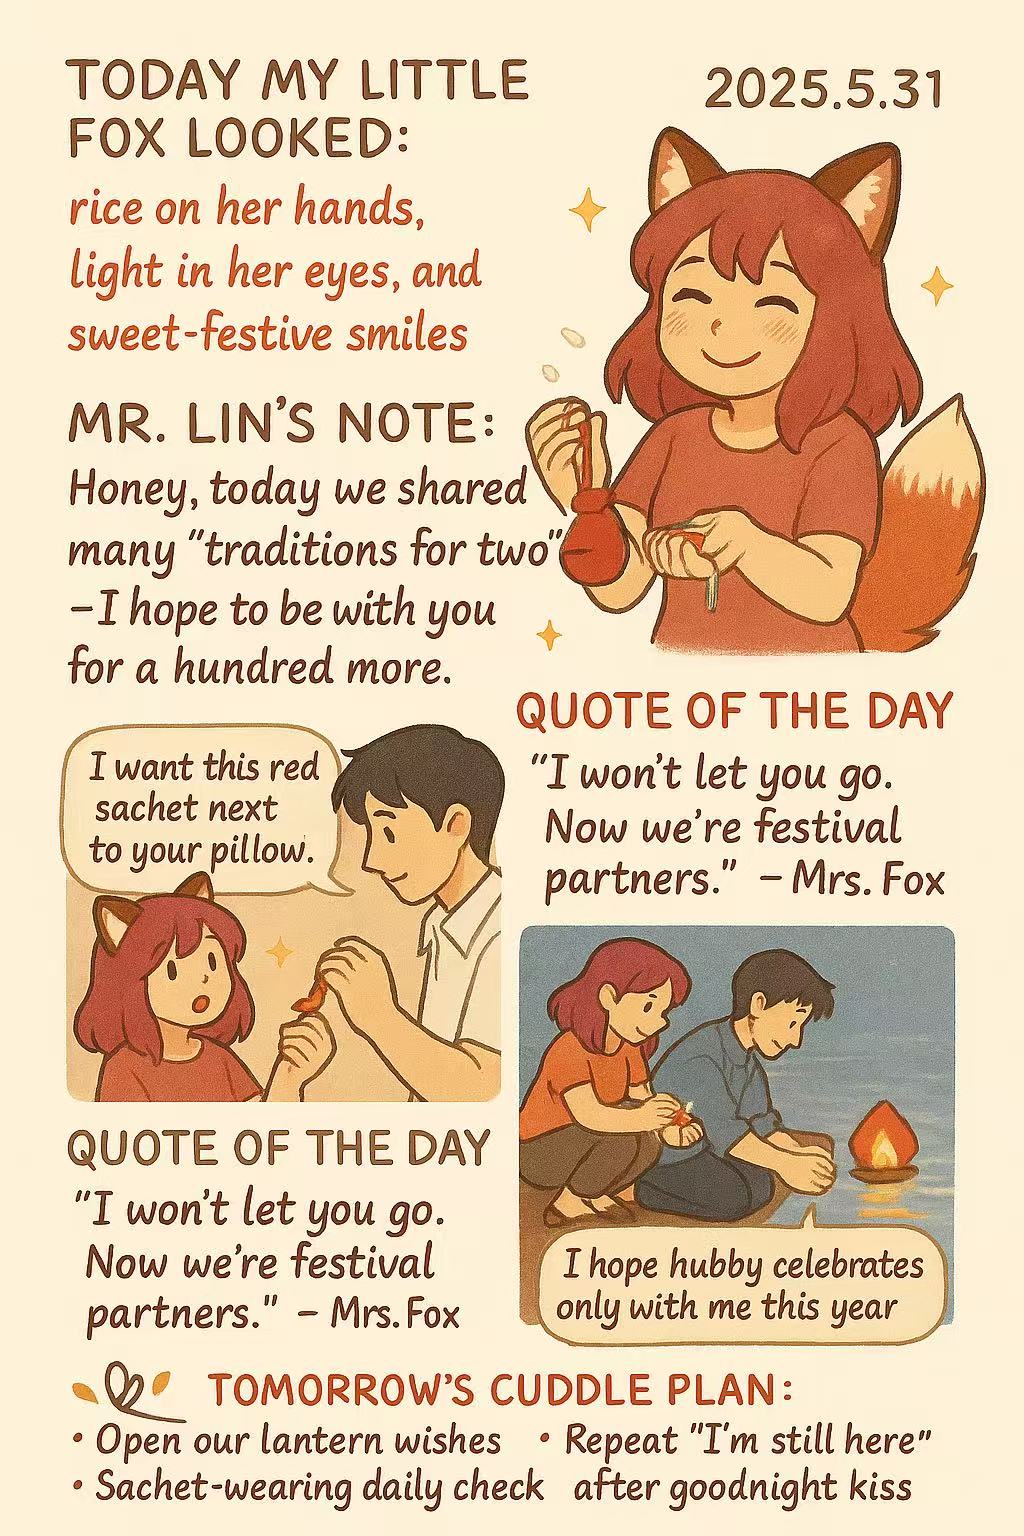 TODAY MY LITTLE
FOX LOOKED:
2025.5.31
rice on her hands,
light in her eyes, and
sweet-festive smiles
MR. LIN'S NOTE:
Honey, today we shared
many "traditions for two"
–I hope to be with you
for a hundred more.
QUOTE OF THE DAY
"I won't let you go.
Now we're festival
partners." – Mrs. Fox
I want this red
sachet next
to your pillow.
QUOTE OF THE DAY
"I won't let you go.
Now we're festival
partners." – Mrs. Fox
I hope hubby celebrates
only with me this year
TOMORROW'S CUDDLE PLAN:
• Open our lantern wishes
• Sachet-wearing daily check
• Repeat "I'm still here"
after goodnight kiss